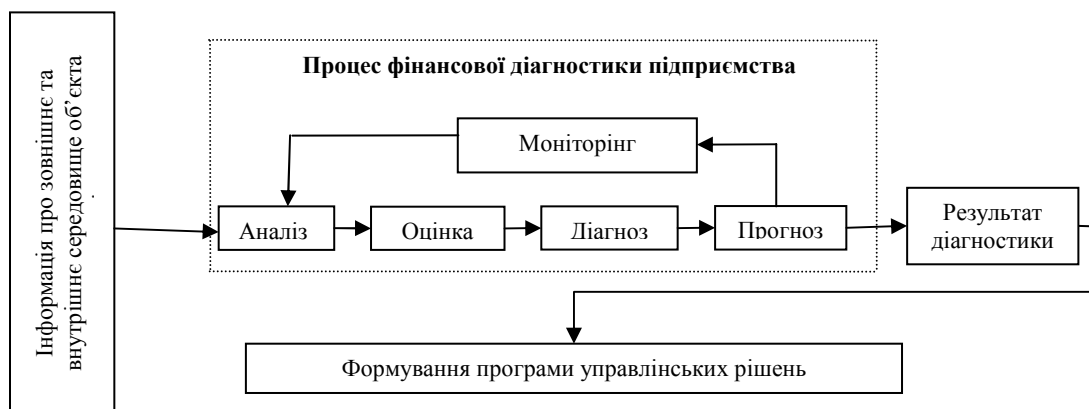 Інформація про зовнішнє та
внутрішнє середовище об’єкта
Процес фінансової діагностики підприємства
Моніторінг
Аналіз
Оцінка
Діагноз
Прогноз
Результат
діагностики
Формування програми управлінських рішень